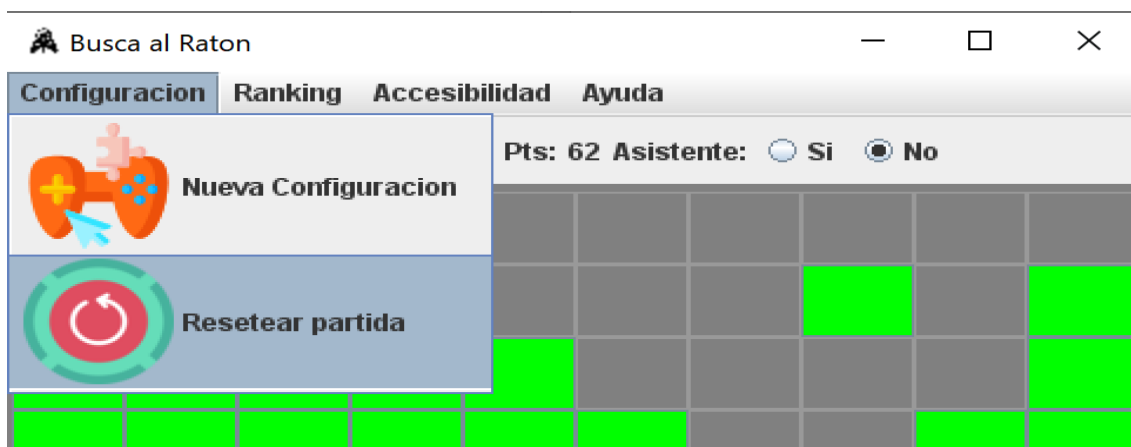 Busca al Raton
Configuracion Ranking Accesibilidad Ayuda
Pts: 62 Asistente: Si No
Nueva Configuracion
Resetear partida